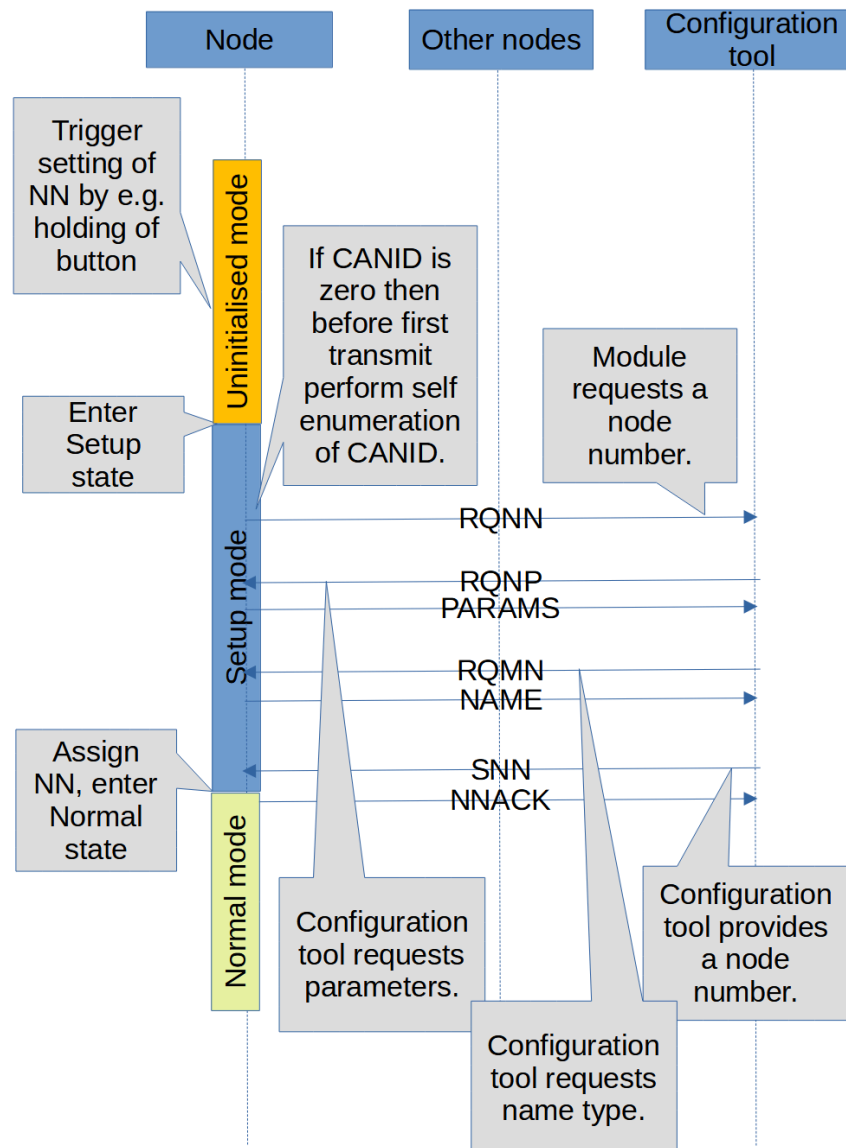 Node
Other nodes
Configuration
tool
Trigger
setting of
NN by e.g.
holding of
button
Uninitialised mode
If CANID is
zero then
before first
transmit
perform self
enumeration
of CANID.
Module
requests a
node
number.
Enter
Setup
state
Setup mode
RQNN
RQNP
PARAMS
RQMN
NAME
SNN
NNACK
Assign
NN, enter
Normal
state
Normal mode
Configuration
tool requests
parameters.
Configuration
tool provides
a node
number.
Configuration
tool requests
name type.